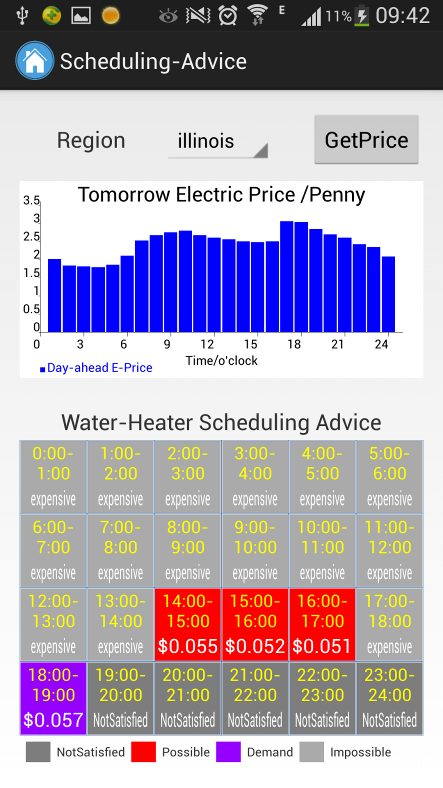 E 11% 09:42
Scheduling-Advice
Region illinois GetPrice
Tomorrow Electric Price /Penny
3.5
3
2.5
2
1.5
1
0.5
0
0 3 6 9 12 15 18 21 24
Time/o'clock
Day-ahead E-Price
Water-Heater Scheduling Advice
0:00- 1:00- 2:00- 3:00- 4:00- 5:00-
1:00 2:00 3:00 4:00 5:00 6:00
expensive expensive expensive expensive expensive expensive
6:00- 7:00- 8:00- 9:00- 10:00- 11:00-
7:00 8:00 9:00 10:00 11:00 12:00
expensive expensive expensive expensive expensive expensive
12:00- 13:00- 14:00- 15:00- 16:00- 17:00-
13:00 14:00 15:00 16:00 17:00 18:00
expensive expensive $0.055 $0.052 $0.051 expensive
18:00- 19:00- 20:00- 21:00- 22:00- 23:00-
19:00 20:00 21:00 22:00 23:00 24:00
$0.057 NotSatisfied NotSatisfied NotSatisfied NotSatisfied NotSatisfied
NotSatisfied Possible Demand Impossible